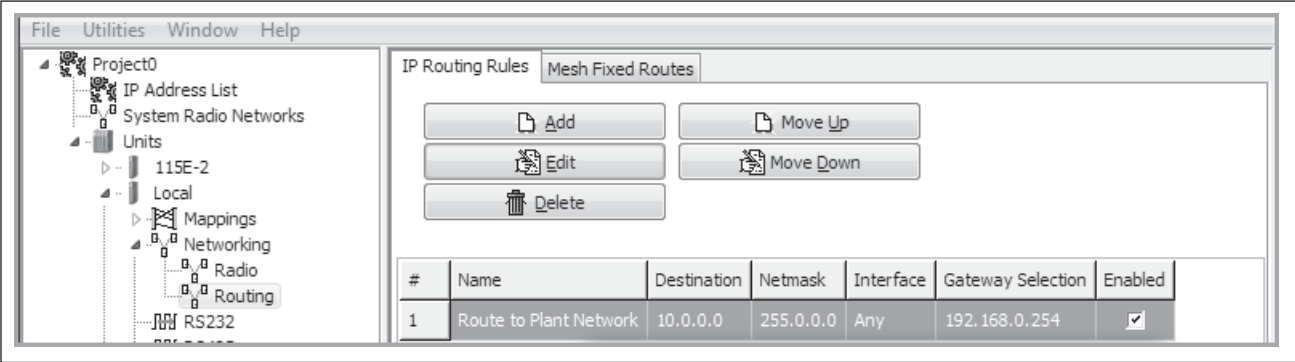 File Utilities Window Help
Project0
IP Address List
System Radio Networks
Units
115E-2
Local
Mappings
Networking
Radio
Routing
RS232
IP Routing Rules Mesh Fixed Routes
Add Move Up
Edit Move Down
Delete
# Name Destination Netmask Interface Gateway Selection Enabled
1 Route to Plant Network 10.0.0.0 255.0.0.0 Any 192.168.0.254